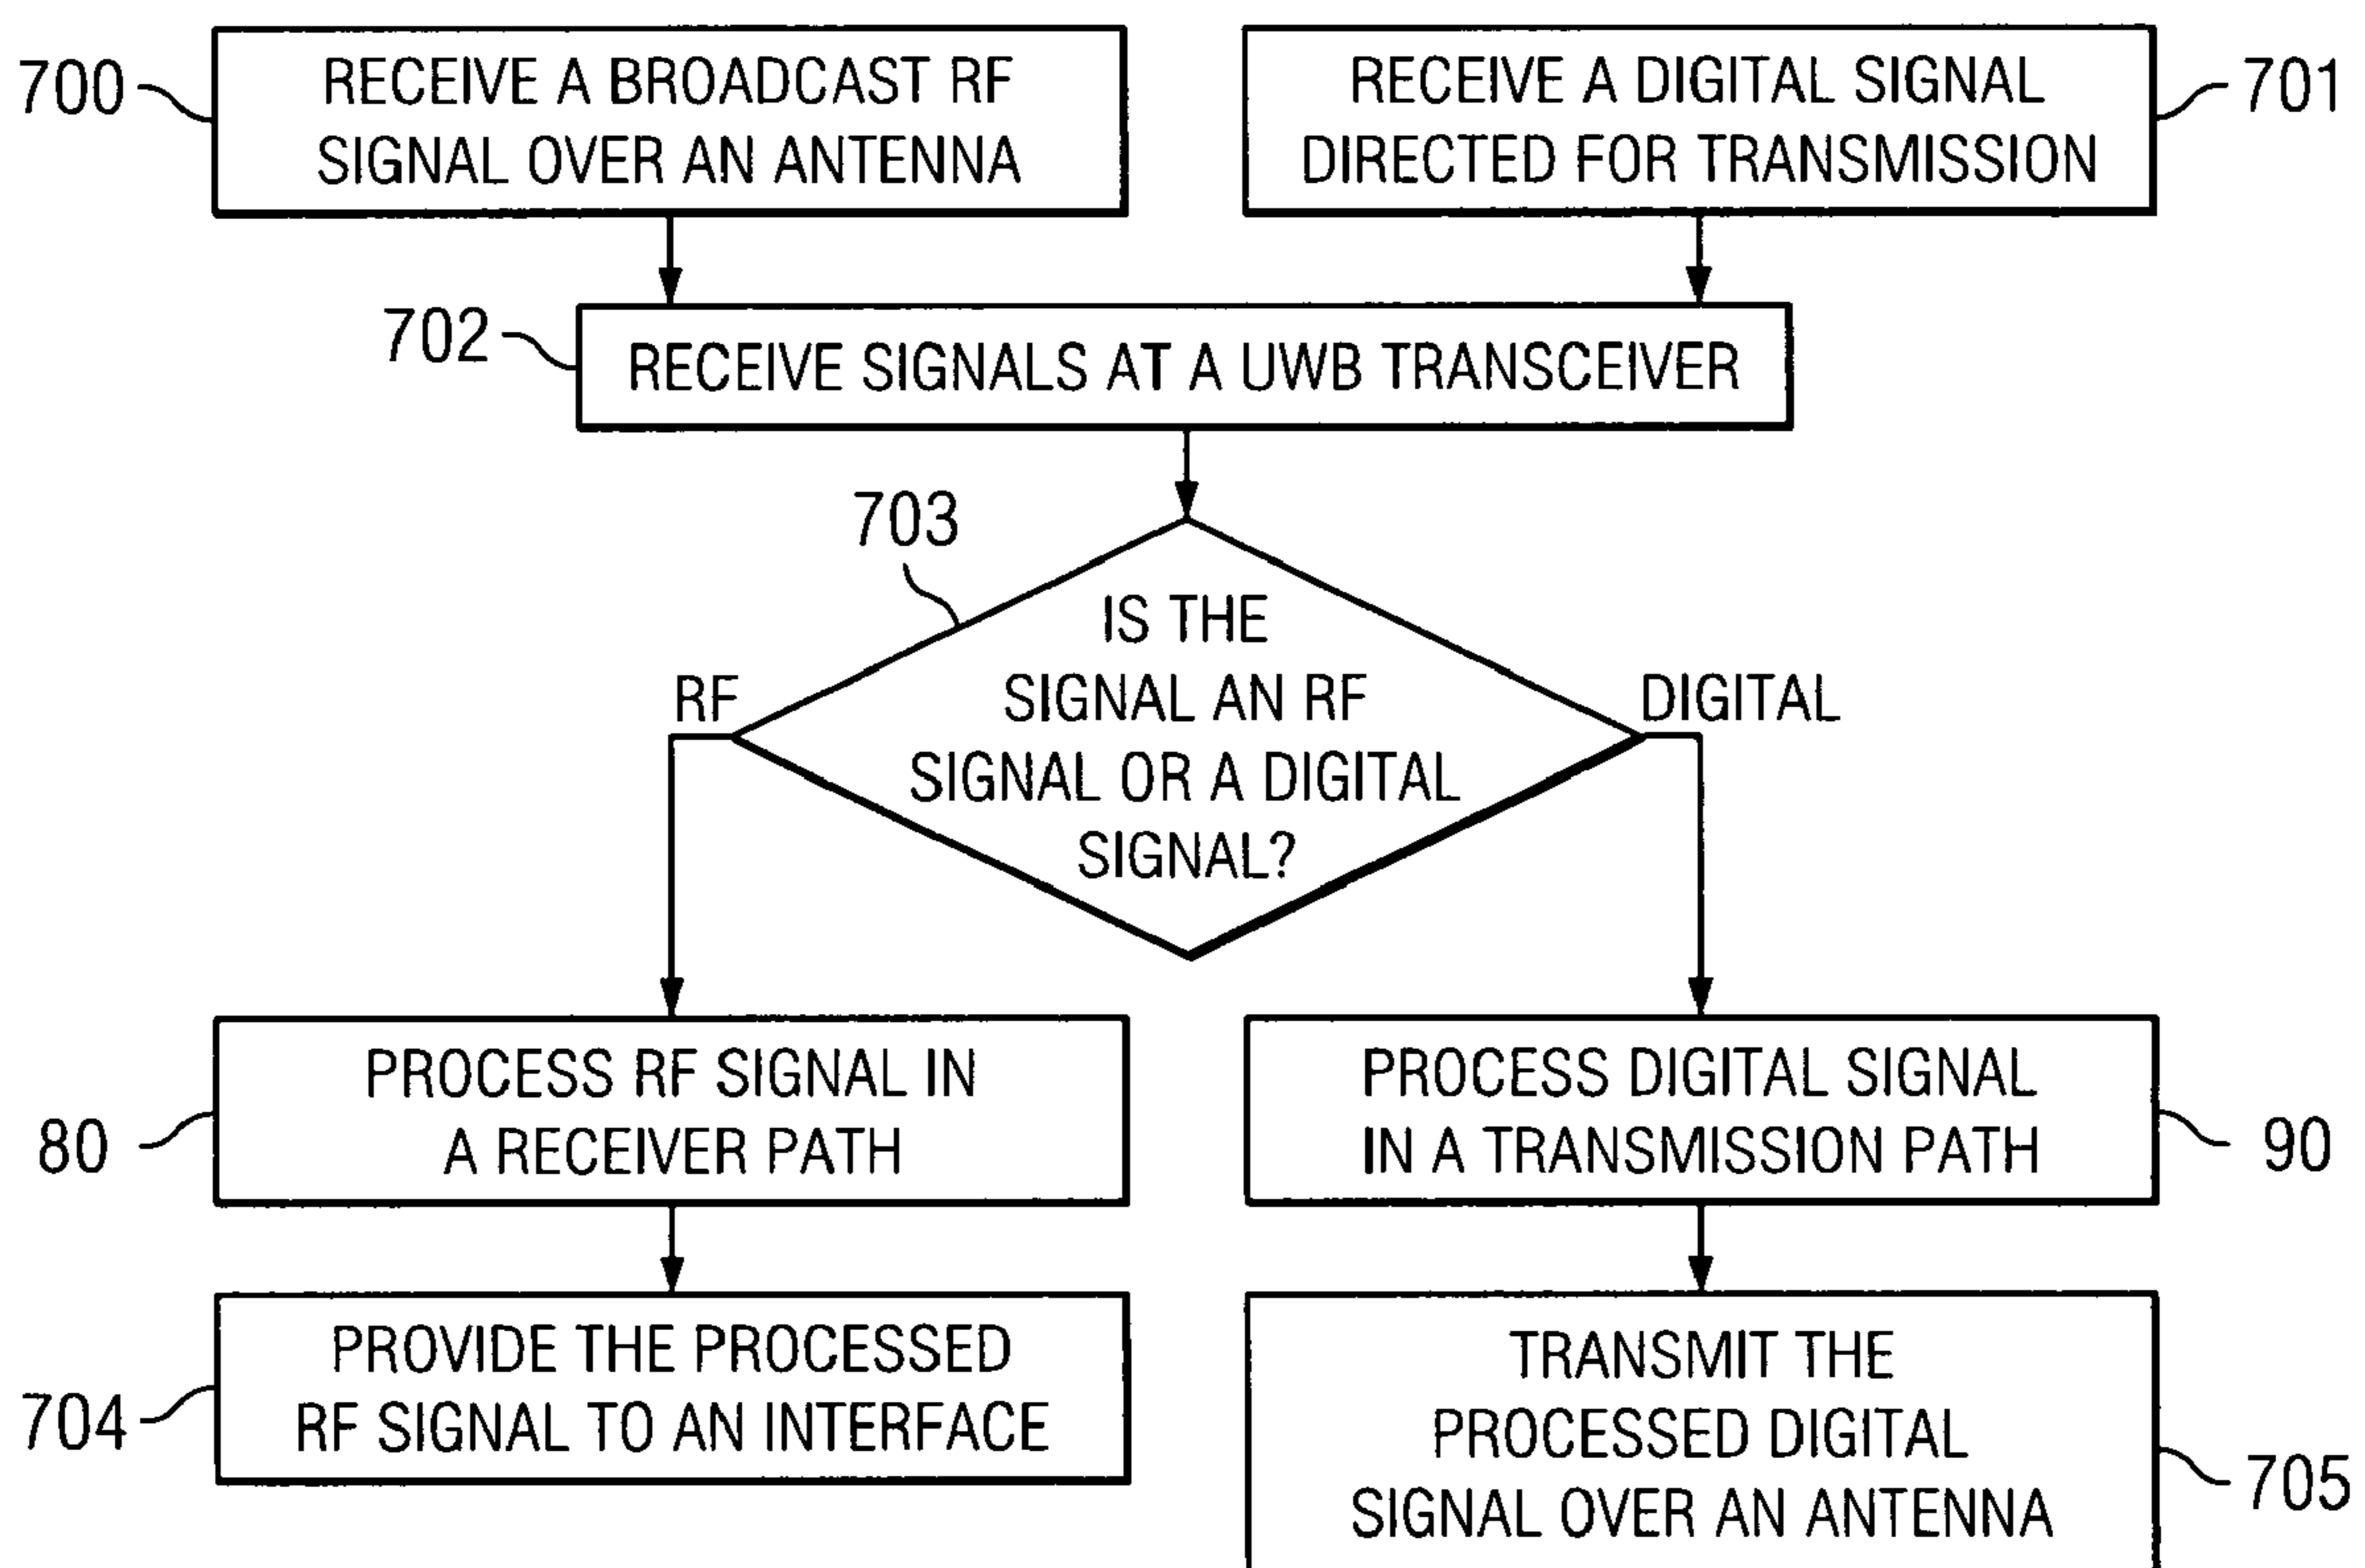 700
RECEIVE A BROADCAST RF
SIGNAL OVER AN ANTENNA
RECEIVE A DIGITAL SIGNAL
DIRECTED FOR TRANSMISSION
701
702
RECEIVE SIGNALS AT A UWB TRANSCEIVER
703
IS THE
SIGNAL AN RF
SIGNAL OR A DIGITAL
SIGNAL?
RF
DIGITAL
80
PROCESS RF SIGNAL IN
A RECEIVER PATH
PROCESS DIGITAL SIGNAL
IN A TRANSMISSION PATH
90
704
PROVIDE THE PROCESSED
RF SIGNAL TO AN INTERFACE
TRANSMIT THE
PROCESSED DIGITAL
SIGNAL OVER AN ANTENNA
705